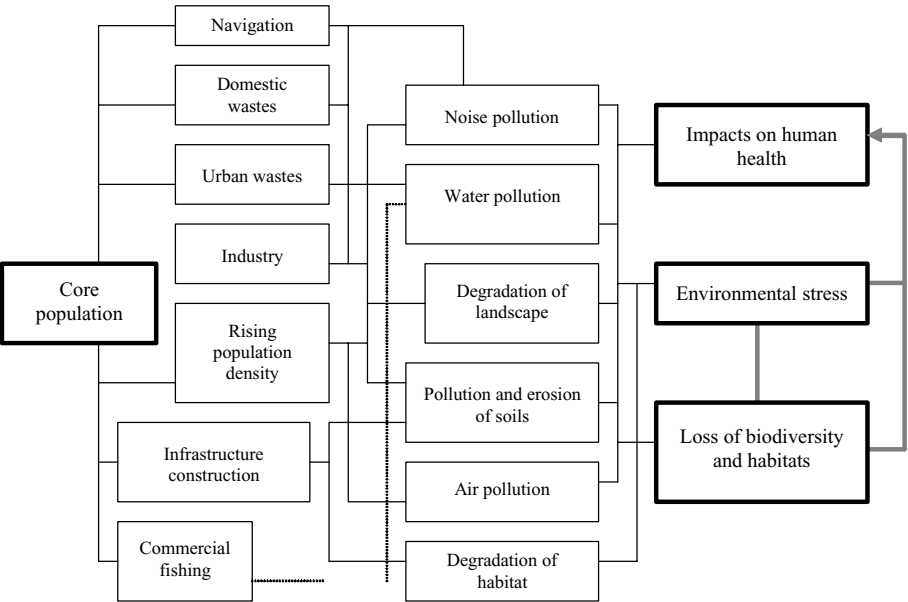 Navigation
Domestic
wastes
Urban wastes
Industry
Core
population
Rising
population
density
Infrastructure
construction
Commercial
fishing
Noise pollution
Water pollution
Degradation of
landscape
Pollution and erosion
of soils
Air pollution
Degradation of
habitat
Impacts on human
health
Environmental stress
Loss of biodiversity
and habitats